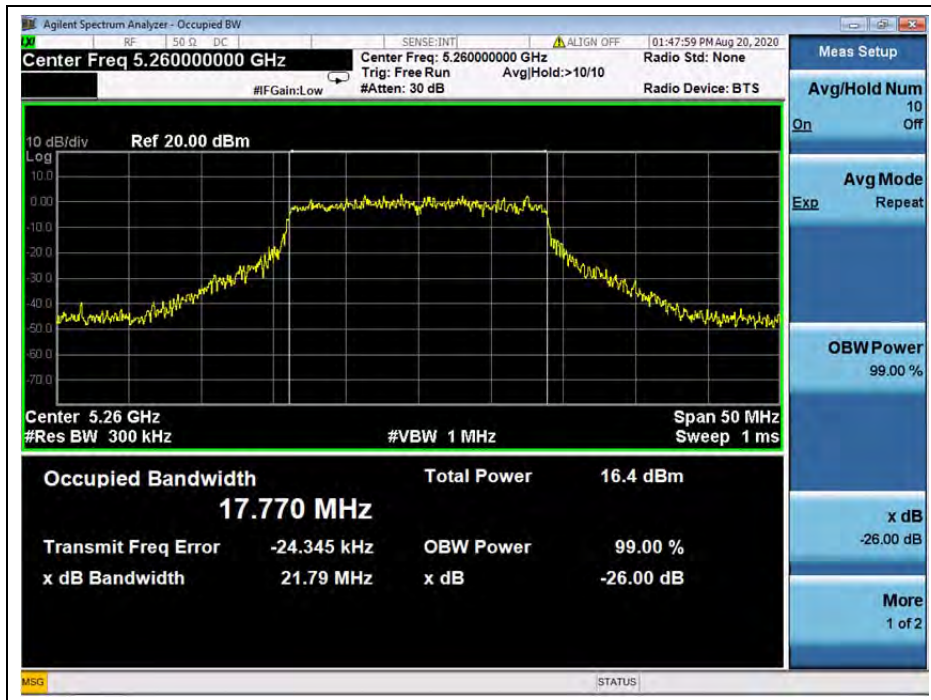 Agilent Spectrum Analyzer - Occupied BW
LXI RF 50 Ω DC SENSE:INT ALIGN OFF 01:47:59 PM Aug 20, 2020
Center Freq 5.260000000 GHz
Center Freq: 5.260000000 GHz Radio Std: None
Trig: Free Run Avg|Hold:>10/10
#IFGain:Low #Atten: 30 dB Radio Device: BTS
10 dB/div Ref 20.00 dBm
Log
10.0
0.00
-10.0
-20.0
-30.0
-40.0
-50.0
-60.0
-70.0
Center 5.26 GHz Span 50 MHz
#Res BW 300 kHz #VBW 1 MHz Sweep 1 ms
Occupied Bandwidth Total Power 16.4 dBm
17.770 MHz
Transmit Freq Error -24.345 kHz OBW Power 99.00 %
x dB Bandwidth 21.79 MHz x dB -26.00 dB
Meas Setup
Avg/Hold Num
10
On Off
Avg Mode
Exp Repeat
OBW Power
99.00 %
x dB
-26.00 dB
More
1 of 2
MSG STATUS